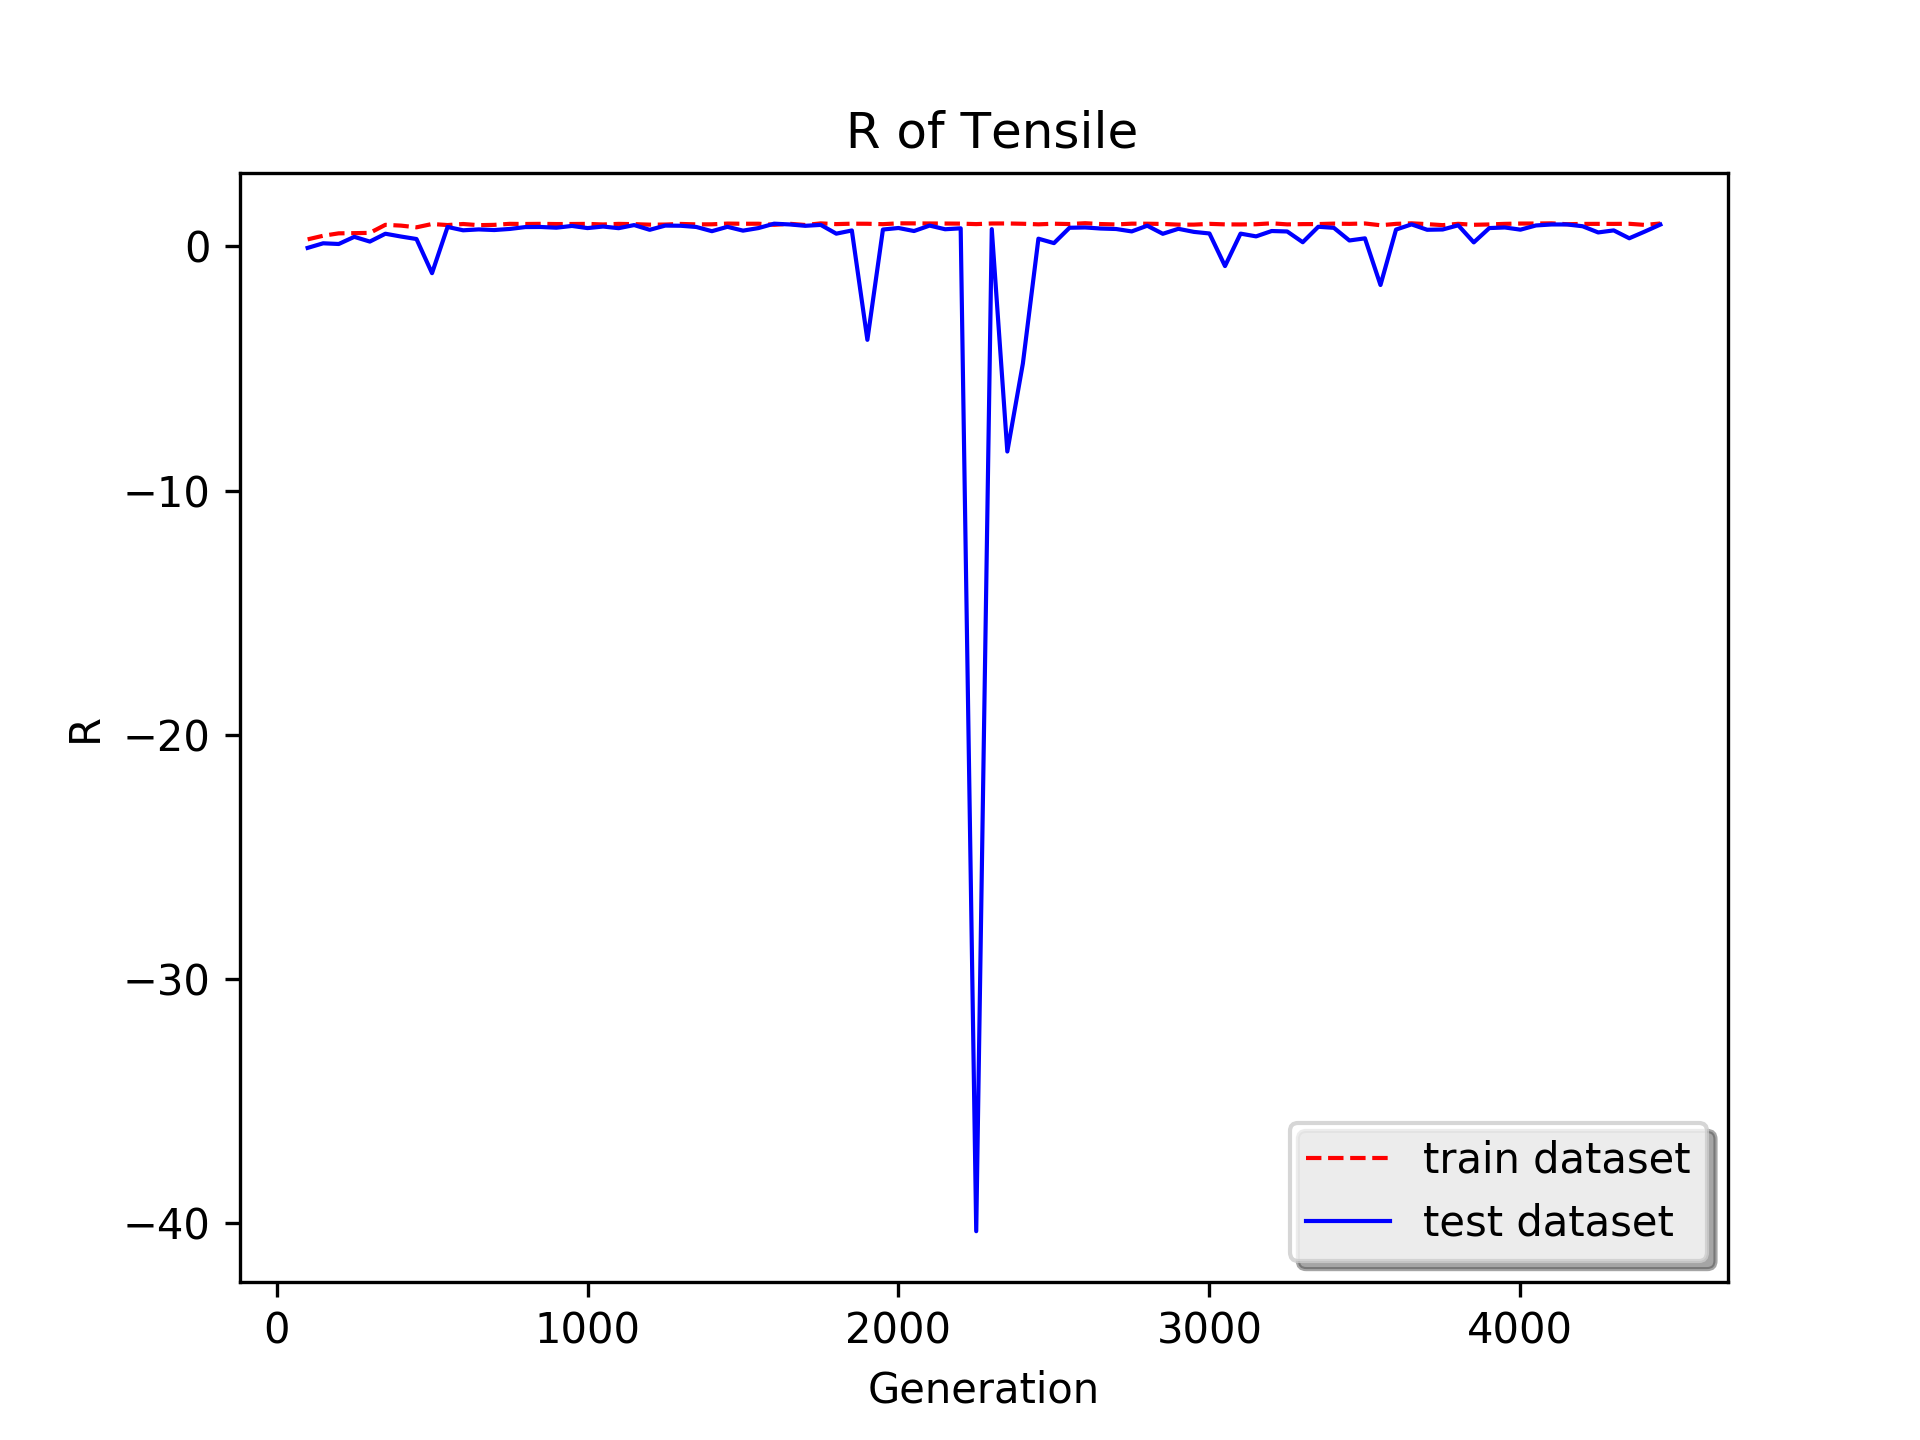 R of Tensile
0
−10
−20
−30
−40
R
train dataset
test dataset
0 1000 2000 3000 4000
Generation